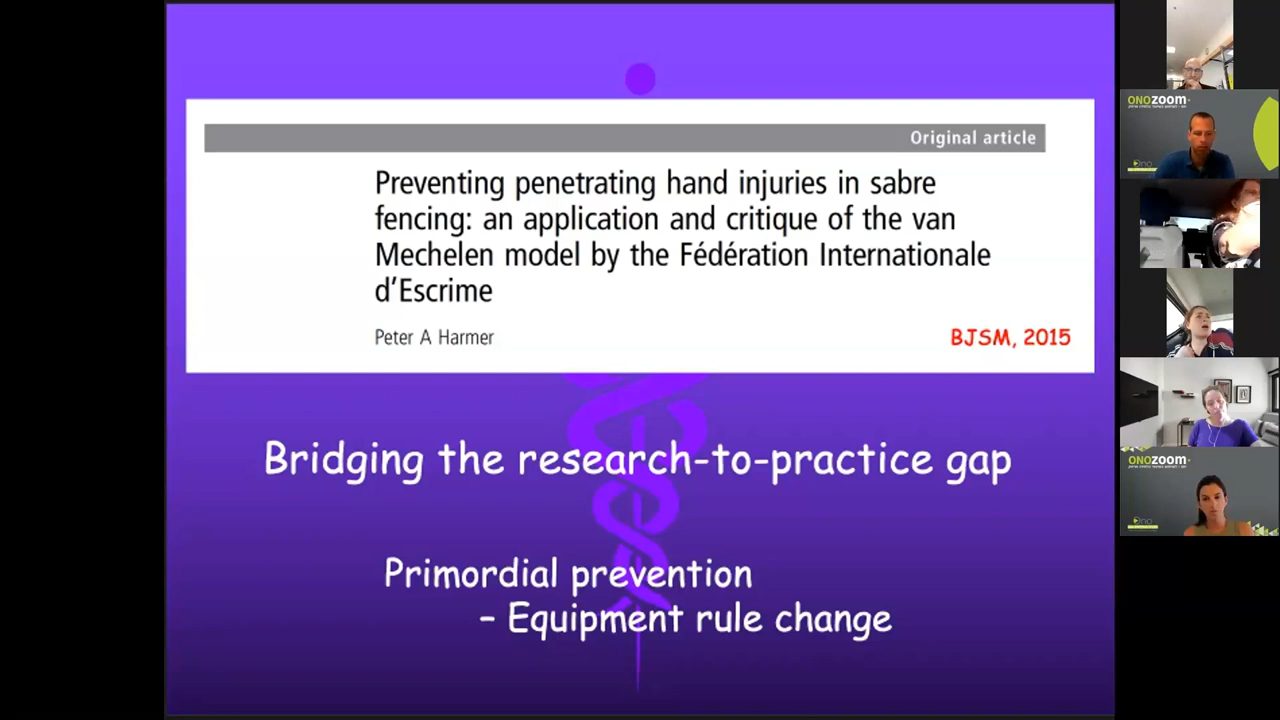 Original article
Preventing penetrating hand injuries in sabre
fencing: an application and critique of the van
Mechelen model by the Fédération Internationale
d'Escrime
Peter A Harmer
BJSM, 2015
Bridging the research-to-practice gap
Primordial prevention
– Equipment rule change
ONOZOOM
Ono
ONOZOOM
Ono